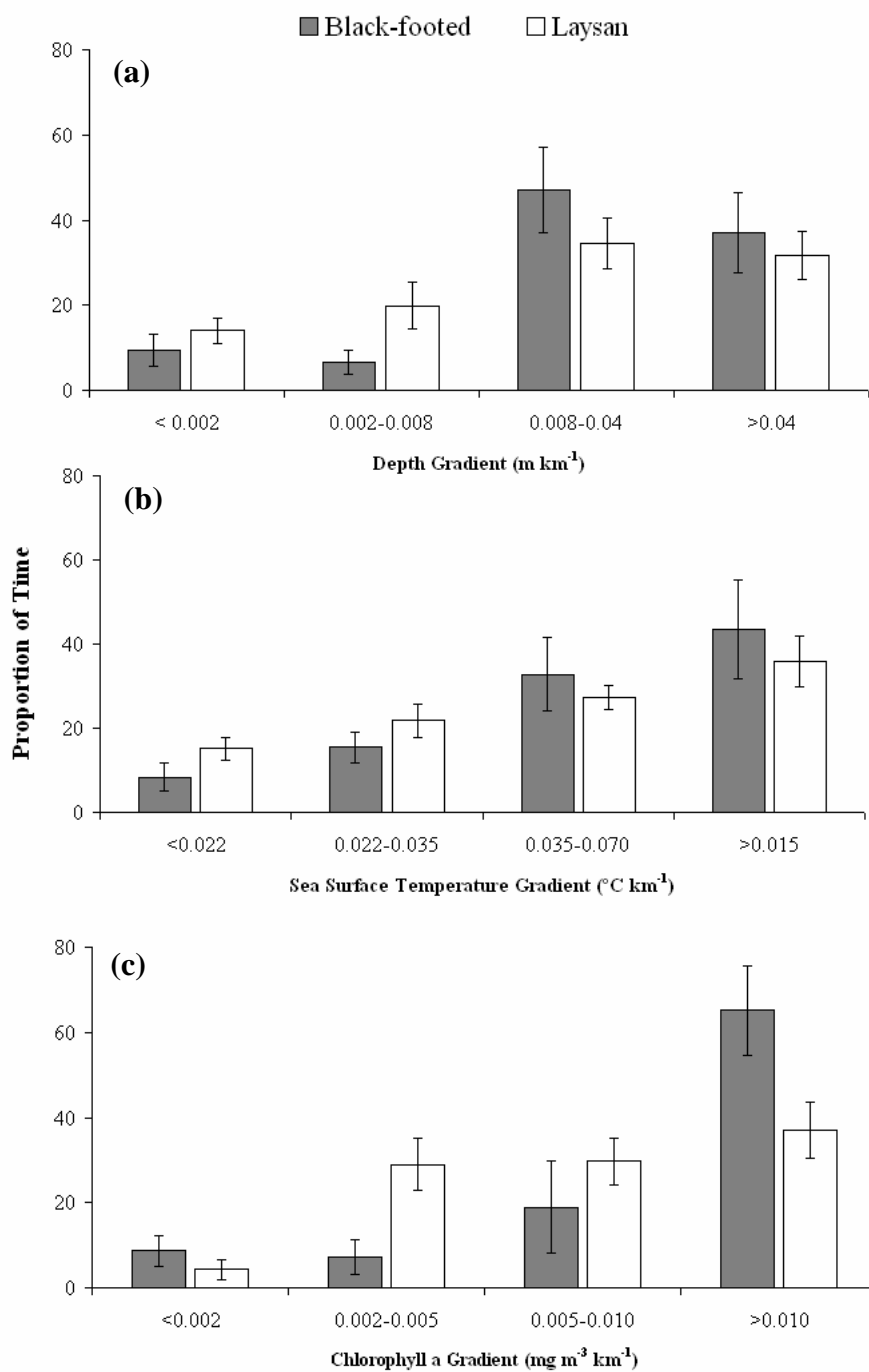 Black-footed Laysan
(a)
80
60
40
20
0
< 0.002 0.002-0.008 0.008-0.04 >0.04
Depth Gradient (m km⁻¹)
Proportion of Time
(b)
80
60
40
20
0
<0.022 0.022-0.035 0.035-0.070 >0.015
Sea Surface Temperature Gradient (°C km⁻¹)
(c)
80
60
40
20
0
<0.002 0.002-0.005 0.005-0.010 >0.010
Chlorophyll a Gradient (mg m⁻³ km⁻¹)